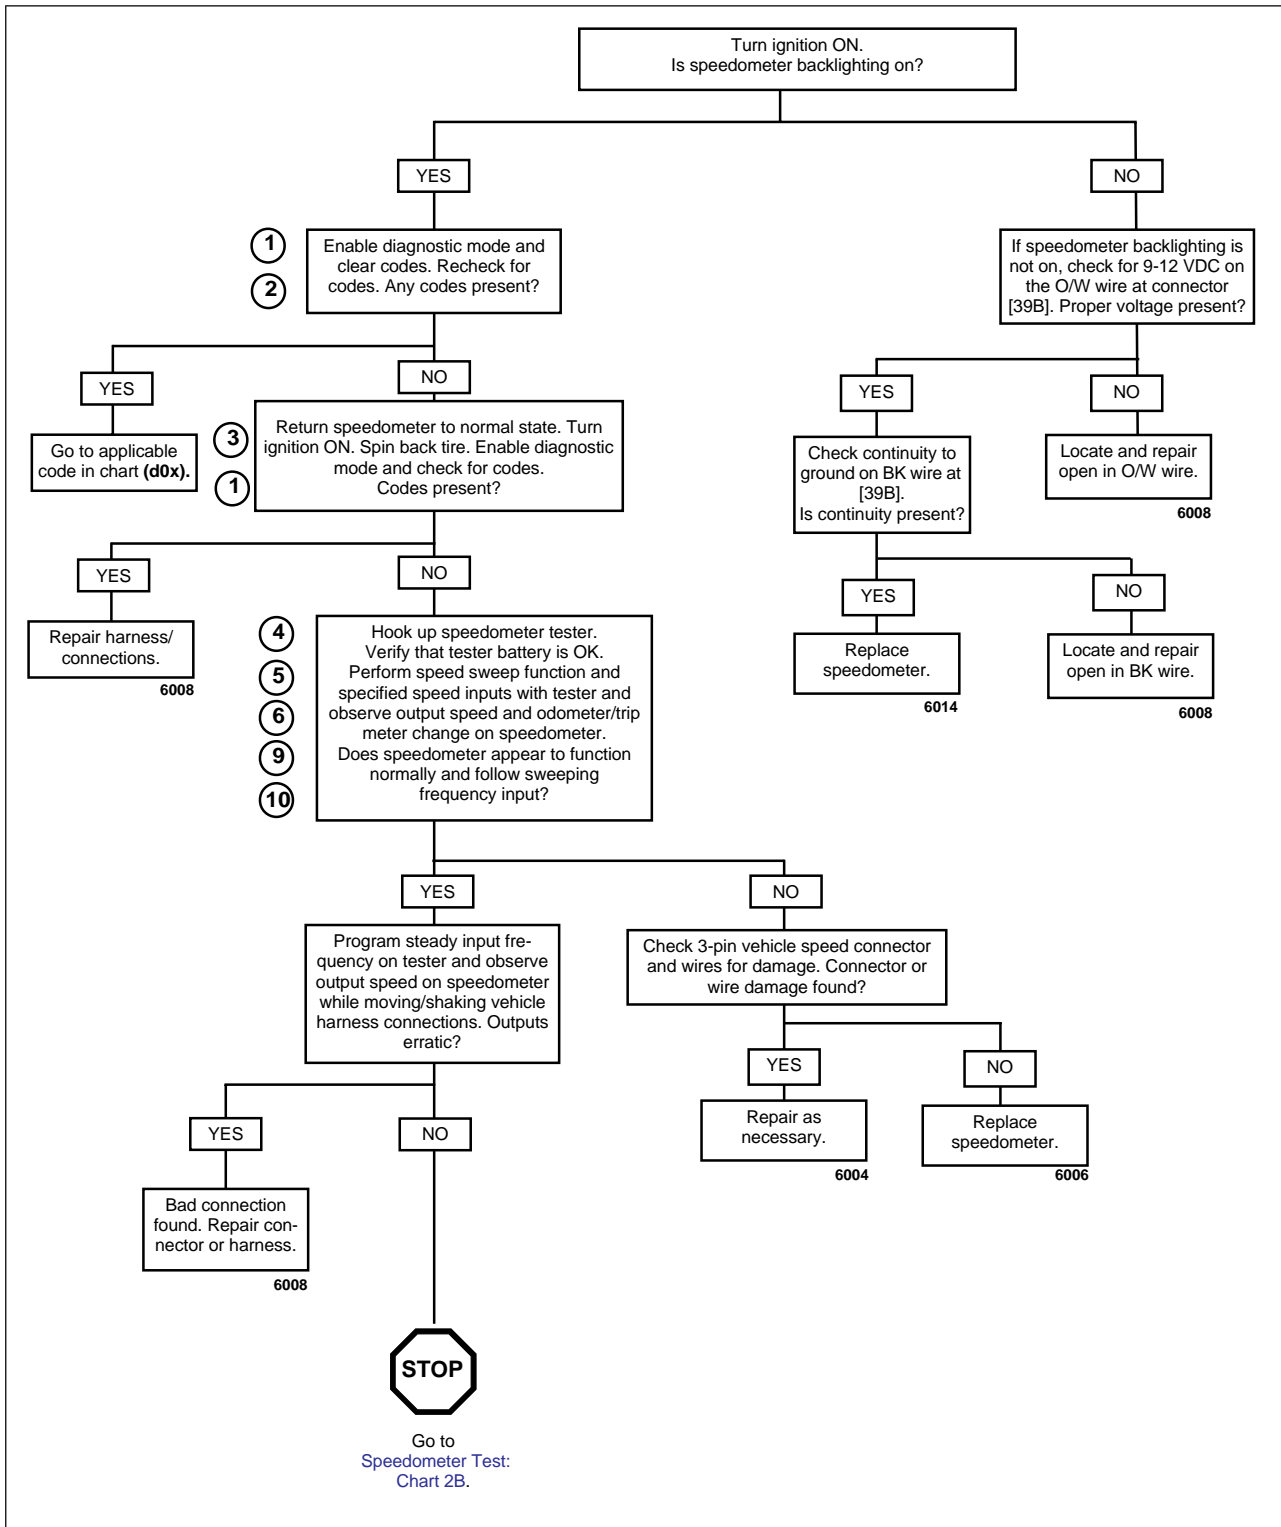 Turn ignition ON.
Is speedometer backlighting on?
YES
NO
1
2
Enable diagnostic mode and
clear codes. Recheck for
codes. Any codes present?
If speedometer backlighting is
not on, check for 9-12 VDC on
the O/W wire at connector
[39B]. Proper voltage present?
YES
NO
YES
NO
Go to applicable
code in chart (d0x).
3
1
Return speedometer to normal state. Turn
ignition ON. Spin back tire. Enable diagnostic
mode and check for codes.
Codes present?
Check continuity to
ground on BK wire at
[39B].
Is continuity present?
Locate and repair
open in O/W wire.
6008
YES
NO
YES
NO
Repair harness/
connections.
6008
4
5
6
9
10
Hook up speedometer tester.
Verify that tester battery is OK.
Perform speed sweep function and
specified speed inputs with tester and
observe output speed and odometer/trip
meter change on speedometer.
Does speedometer appear to function
normally and follow sweeping
frequency input?
Replace
speedometer.
6014
Locate and repair
open in BK wire.
6008
YES
NO
Program steady input fre-
quency on tester and observe
output speed on speedometer
while moving/shaking vehicle
harness connections. Outputs
erratic?
Check 3-pin vehicle speed connector
and wires for damage. Connector or
wire damage found?
YES
NO
YES
NO
Repair as
necessary.
6004
Replace
speedometer.
6006
Bad connection
found. Repair con-
nector or harness.
6008
STOP
Go to
Speedometer Test:
Chart 2B.